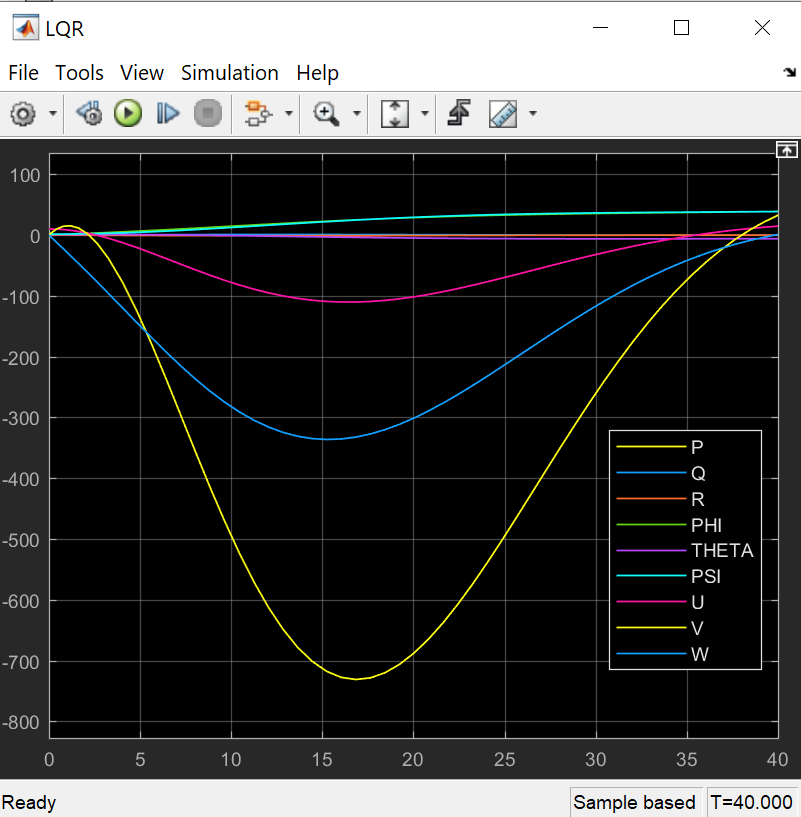 LQR
File Tools View Simulation Help
100
0
-100
-200
-300
-400
-500
-600
-700
-800
0 5 10 15 20 25 30 35 40
P
Q
R
PHI
THETA
PSI
U
V
W
Ready Sample based T=40.000